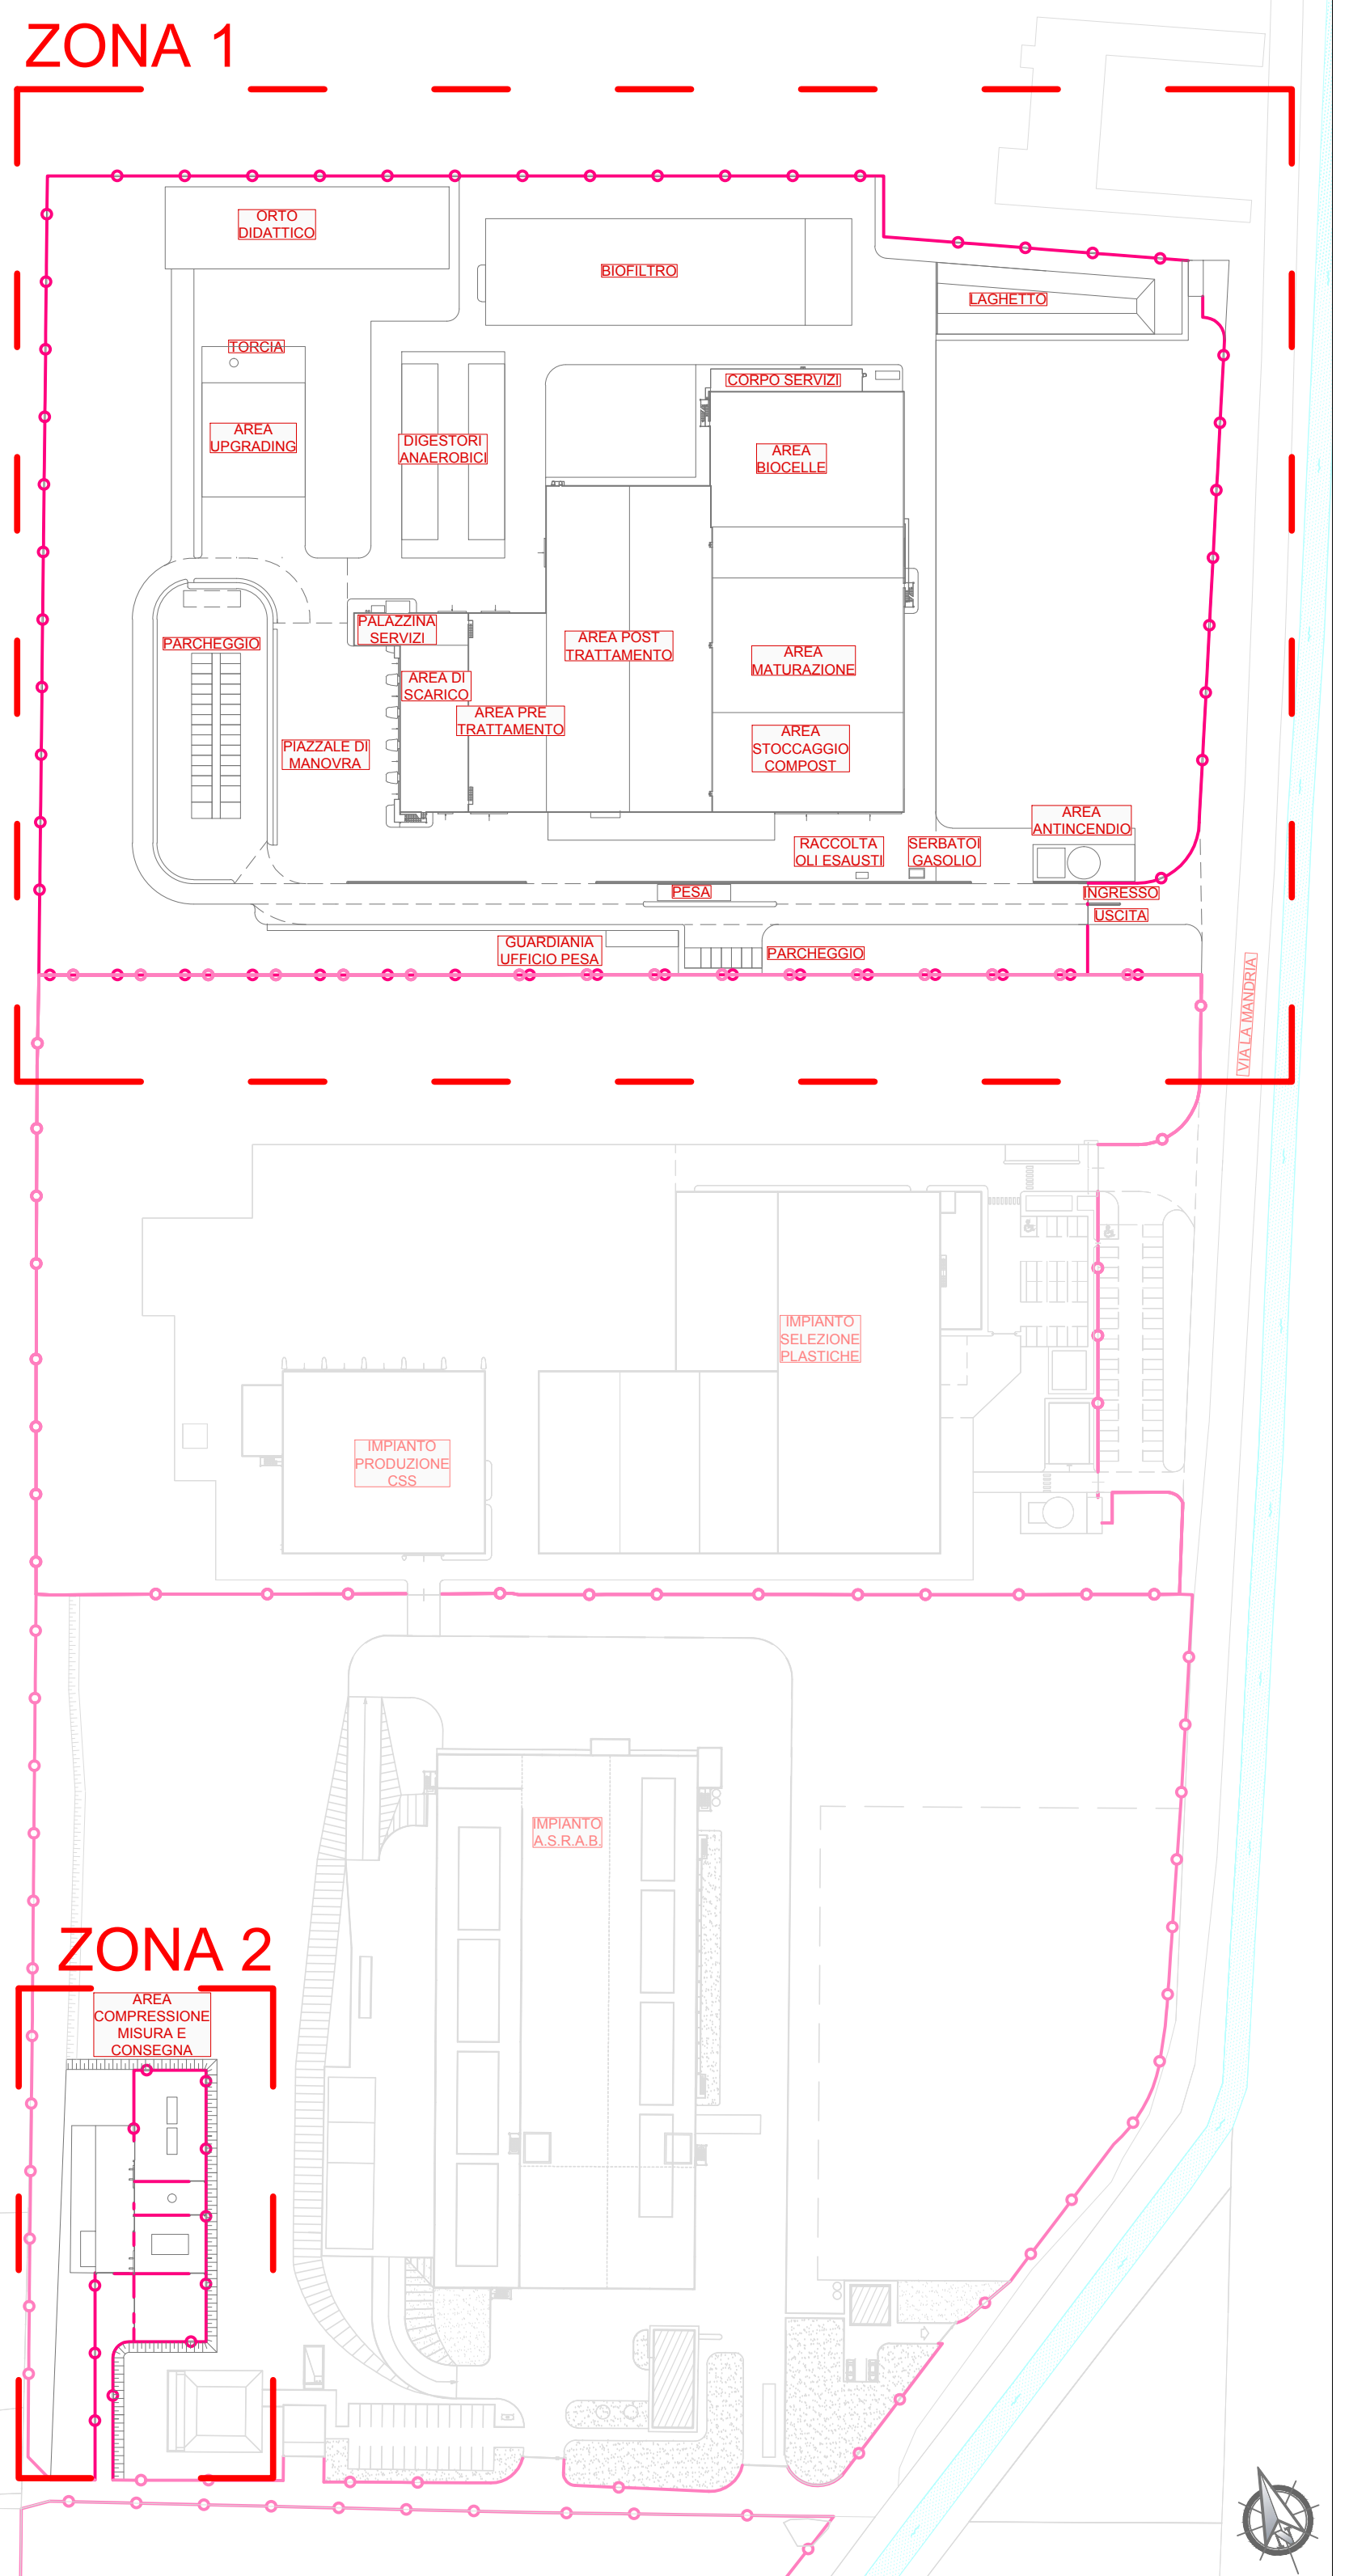 ZONA 1
ORTO
DIDATTICO
BIOFILTRO
LAGHETTO
TORCIA
CORPO SERVIZI
AREA
UPGRADING
DIGESTORI
ANAEROBICI
AREA
BIOCELLE
PALAZZINA
SERVIZI
PARCHEGGIO
AREA POST
TRATTAMENTO
AREA
MATURAZIONE
AREA DI
SCARICO
AREA PRE
TRATTAMENTO
PIAZZALE DI
MANOVRA
AREA
STOCCAGGIO
COMPOST
AREA
ANTINCENDIO
RACCOLTA
OLI ESAUSTI
SERBATOI
GASOLIO
PESA
INGRESSO
USCITA
GUARDIANIA
UFFICIO PESA
PARCHEGGIO
VIA LA MANDRIA
IMPIANTO
SELEZIONE
PLASTICHE
IMPIANTO
PRODUZIONE
CSS
IMPIANTO
A.S.R.A.B.
ZONA 2
AREA
COMPRESSIONE
MISURA E
CONSEGNA
N